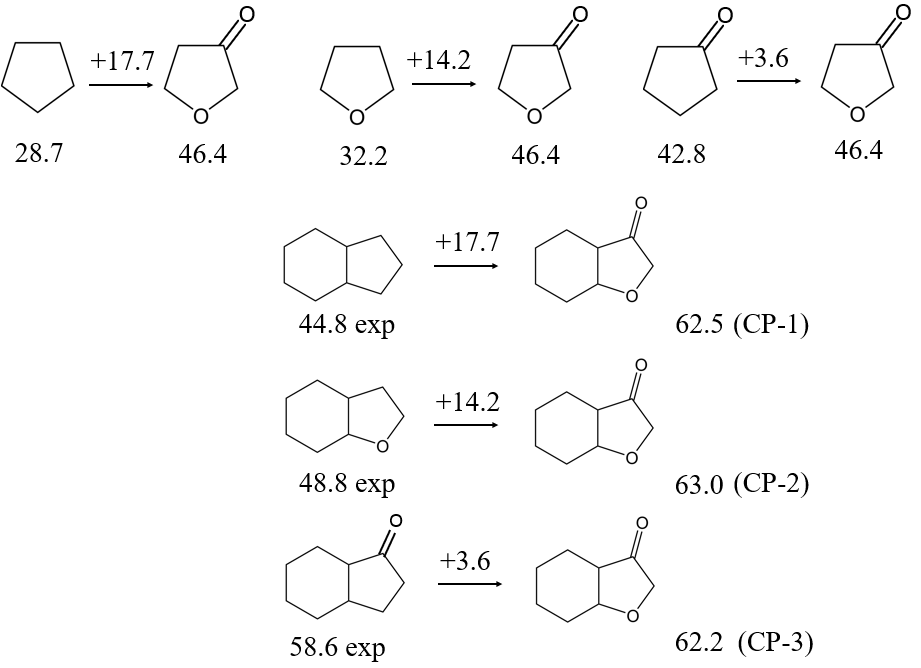 O O O
+17.7 +14.2 +3.6
O O O O
28.7 46.4 32.2 46.4 42.8 46.4
O
+17.7
O
44.8 exp 62.5 (CP-1)
O
+14.2
O O
48.8 exp 63.0 (CP-2)
O O
+3.6
O
58.6 exp 62.2 (CP-3)